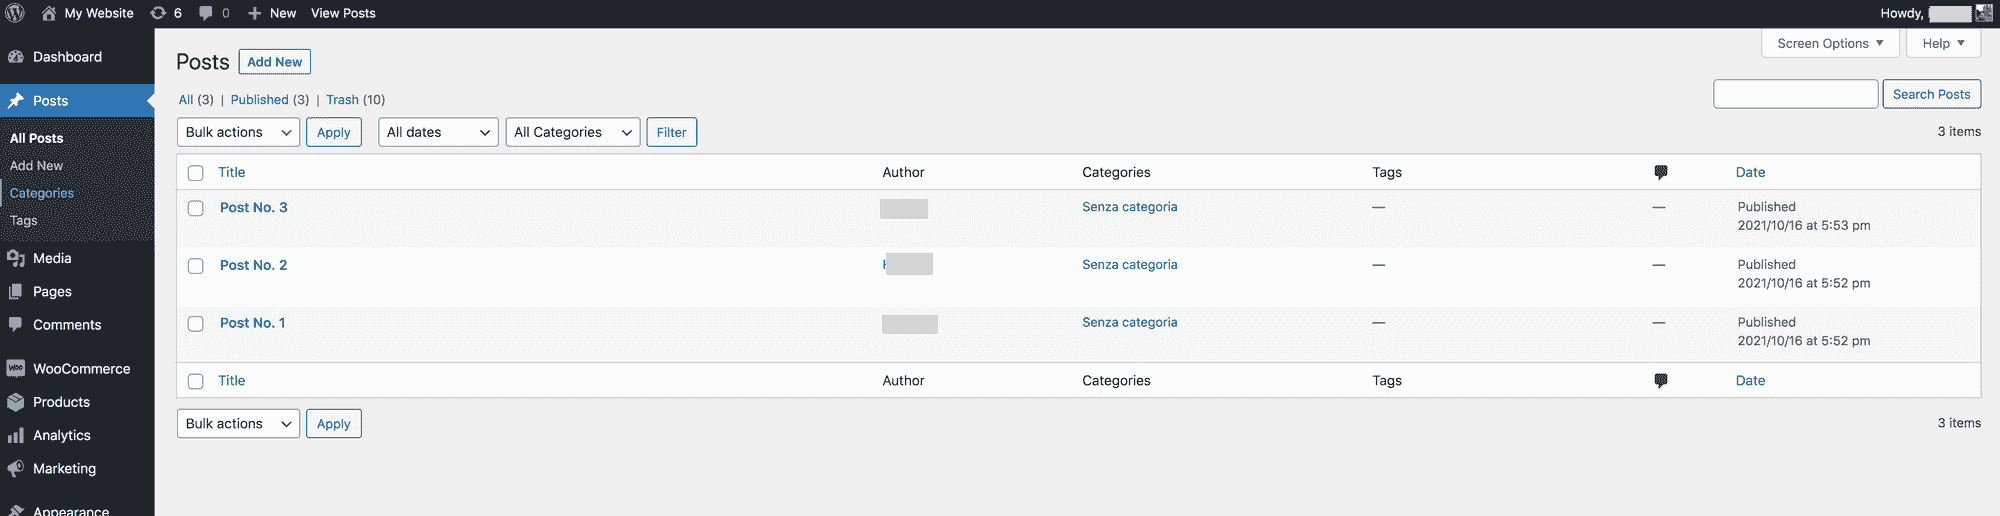 My Website 6 0 New View Posts Howdy,
Dashboard
Posts
All Posts
Add New
Categories
Tags
Media
Pages
Comments
WooCommerce
Products
Analytics
Marketing
Appearance
Screen Options Help
Posts Add New
All (3) | Published (3) | Trash (10)
Search Posts
Bulk actions Apply All dates All Categories Filter 3 items
Title Author Categories Tags Date
Post No. 3 Senza categoria — — Published
2021/10/16 at 5:53 pm
Post No. 2 Senza categoria — — Published
2021/10/16 at 5:52 pm
Post No. 1 Senza categoria — — Published
2021/10/16 at 5:52 pm
Title Author Categories Tags Date
Bulk actions Apply 3 items